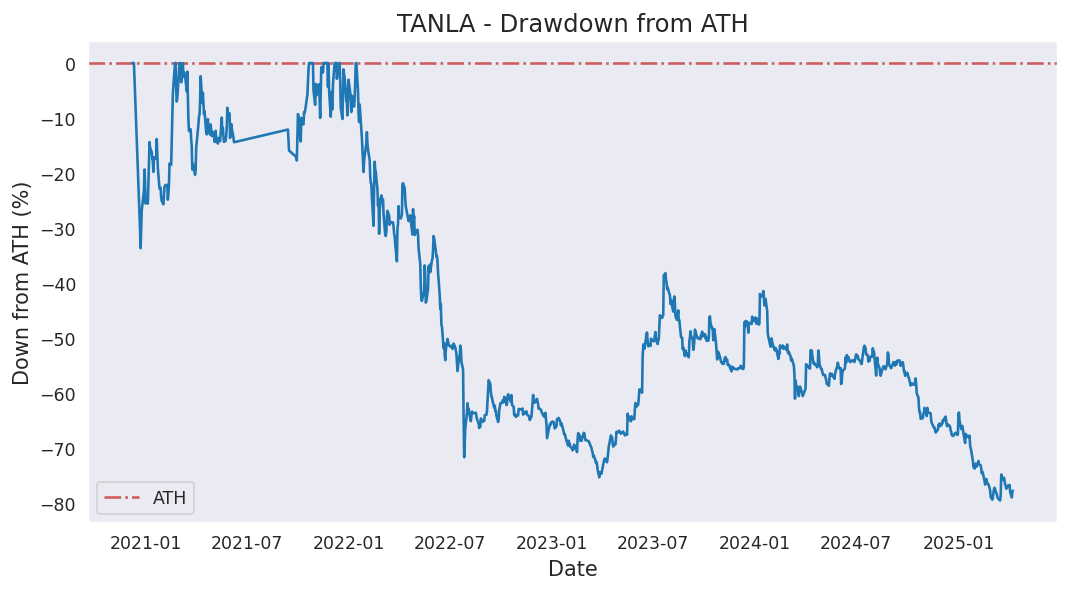 TANLA - Drawdown from ATH
Down from ATH (%)
0
−10
−20
−30
−40
−50
−60
−70
−80
ATH
2021-01 2021-07 2022-01 2022-07 2023-01 2023-07 2024-01 2024-07 2025-01
Date